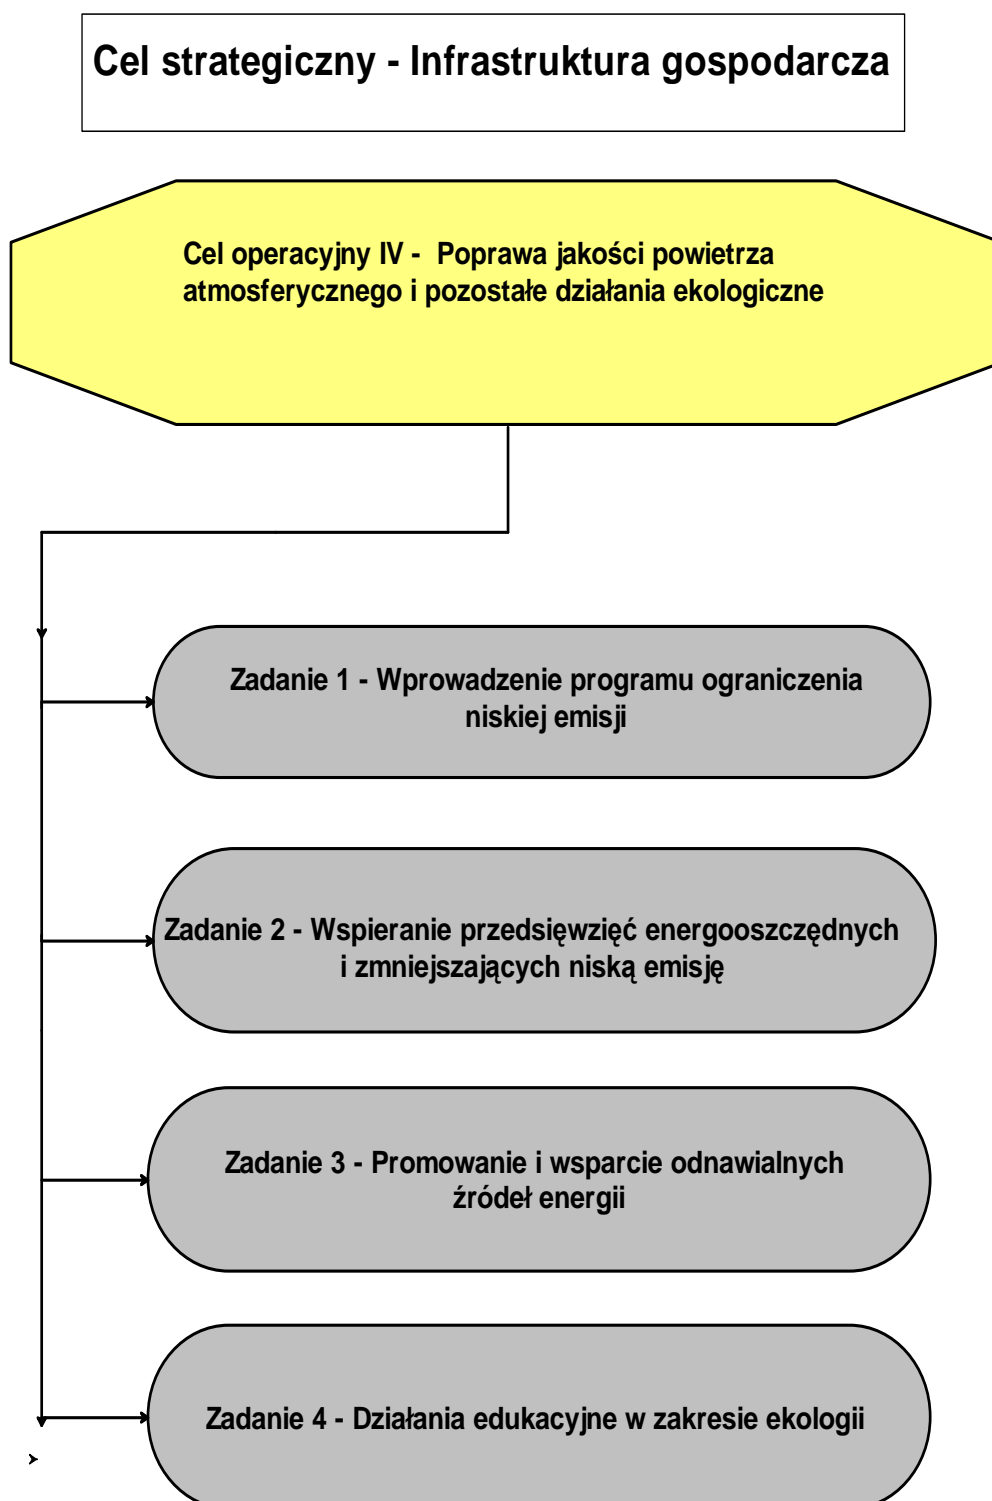 Cel strategiczny - Infrastruktura gospodarcza
Cel operacyjny IV - Poprawa jakości powietrza
atmosferycznego i pozostałe działania ekologiczne
Zadanie 1 - Wprowadzenie programu ograniczenia
niskiej emisji
Zadanie 2 - Wspieranie przedsięwzięć energooszczędnych
i zmniejszających niską emisję
Zadanie 3 - Promowanie i wsparcie odnawialnych
źródeł energii
Zadanie 4 - Działania edukacyjne w zakresie ekologii